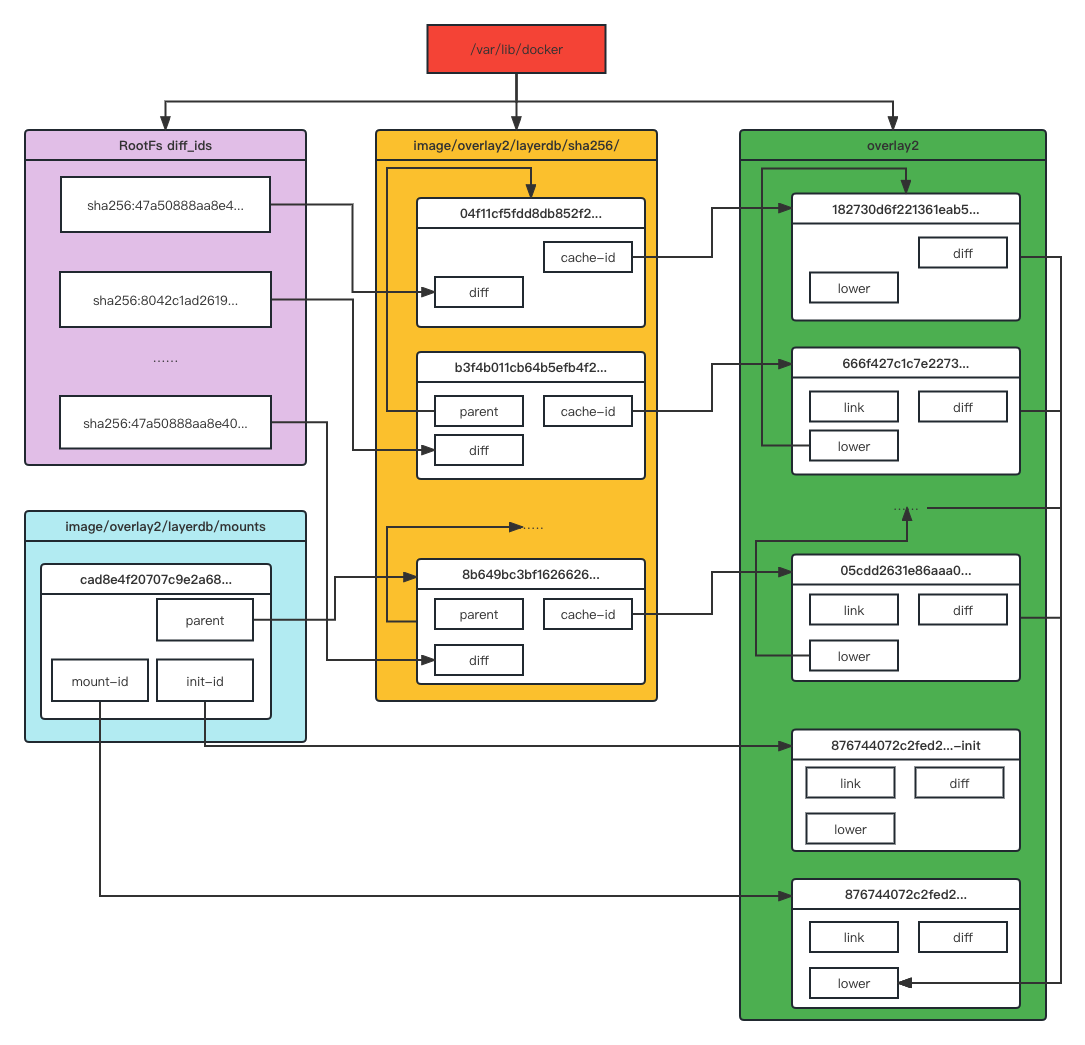 /var/lib/docker
RootFs diff_ids
sha256:47a50888aa8e4...
sha256:8042c1ad2619...
......
sha256:47a50888aa8e40...
image/overlay2/layerdb/mounts
cad8e4f20707c9e2a68...
parent
mount-id
init-id
image/overlay2/layerdb/sha256/
04f11cf5fdd8db852f2...
cache-id
diff
b3f4b011cb64b5efb4f2...
parent
cache-id
diff
......
8b649bc3bf1626626...
parent
cache-id
diff
overlay2
182730d6f221361eab5...
diff
lower
666f427c1c7e2273...
link
diff
lower
......
05cdd2631e86aaa0...
link
diff
lower
876744072c2fed2...-init
link
diff
lower
876744072c2fed2...
link
diff
lower